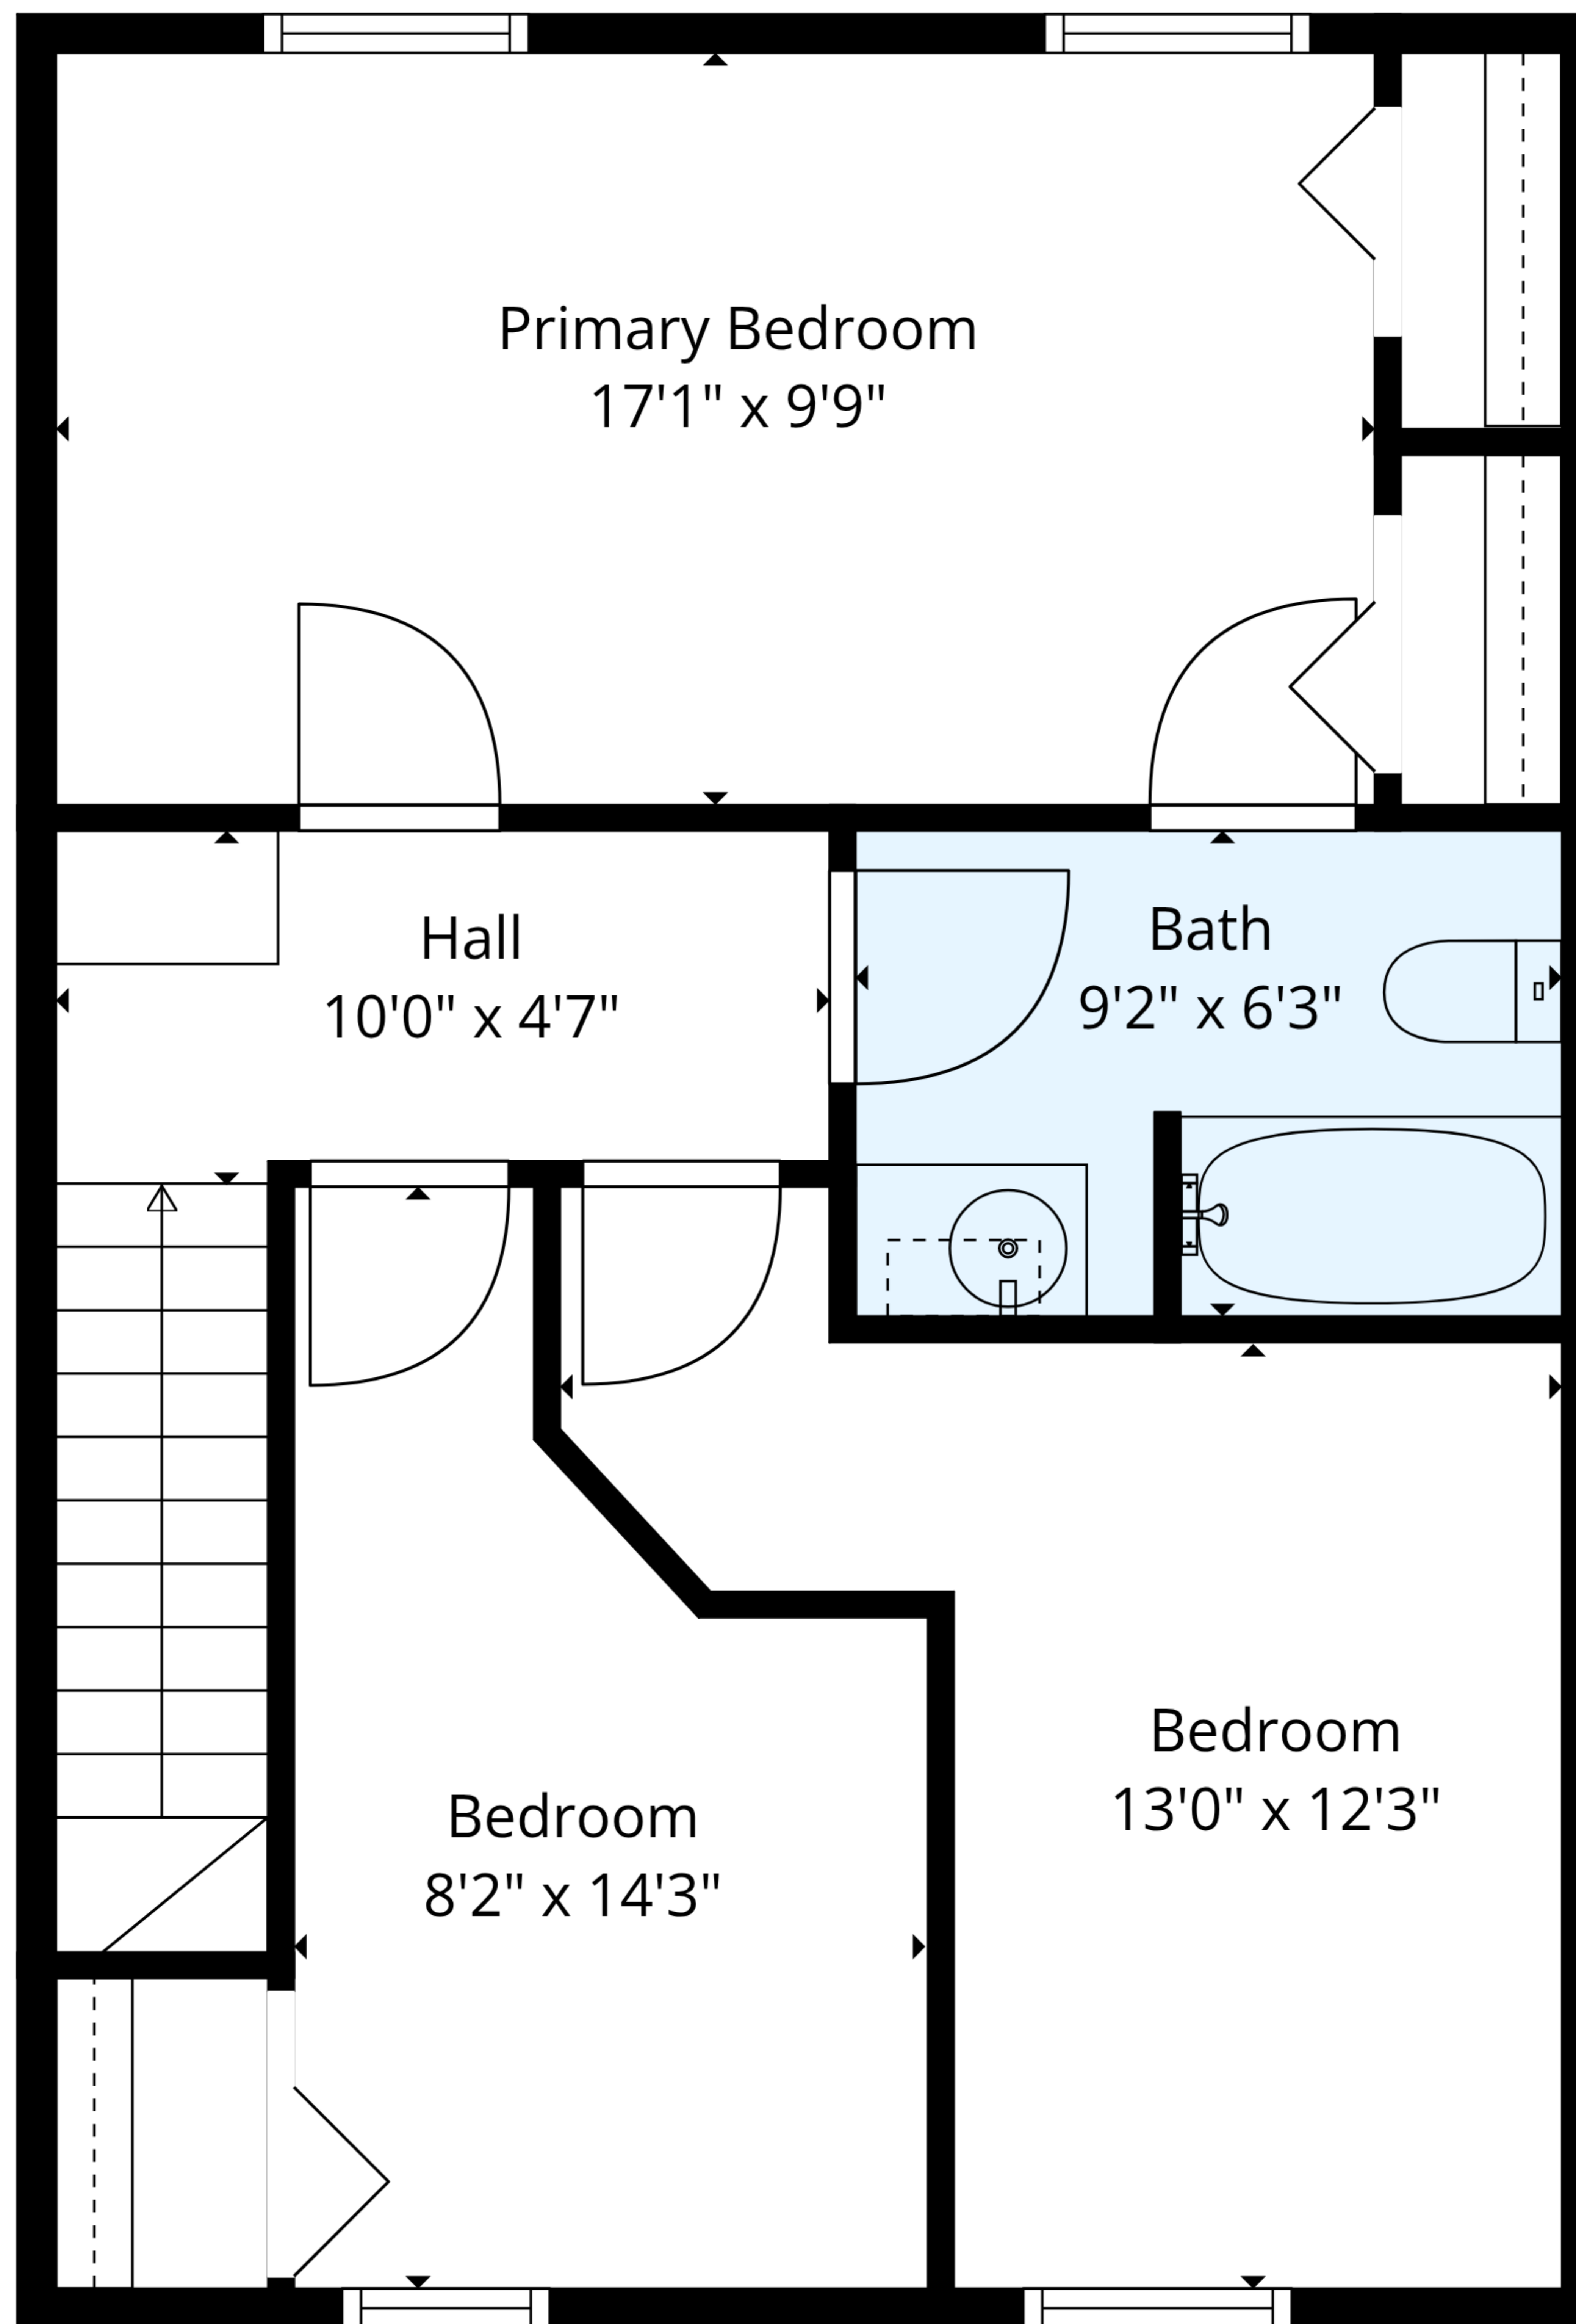 Primary Bedroom
17'1" x 9'9"
Hall
10'0" x 4'7"
Bath
9'2" x 6'3"
Bedroom
13'0" x 12'3"
Bedroom
8'2" x 14'3"